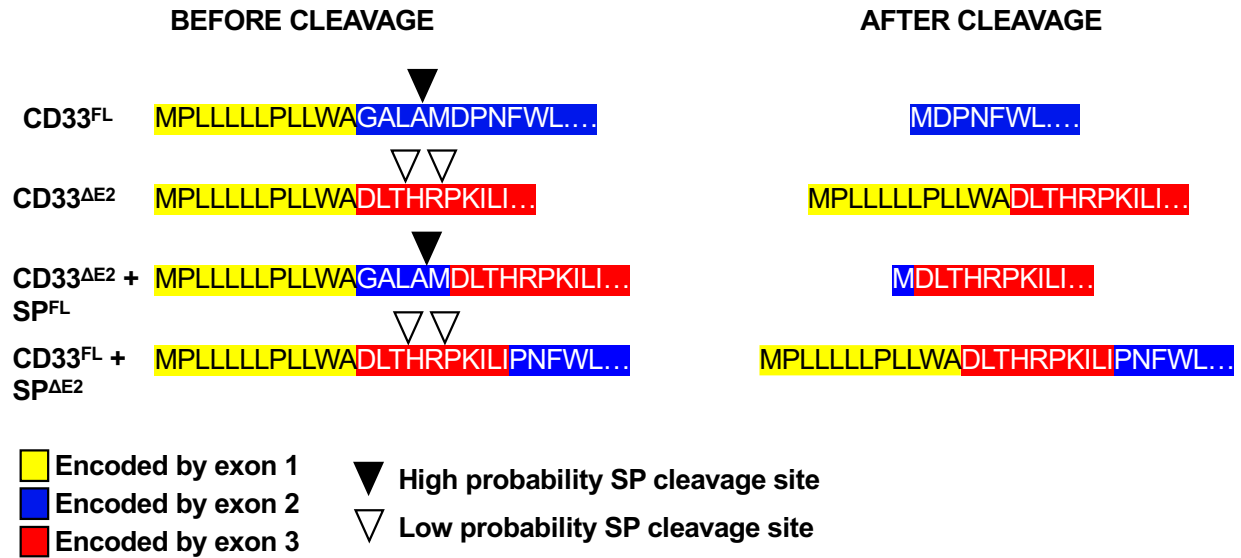 BEFORE CLEAVAGE AFTER CLEAVAGE
CD33FL MPLLLLLPLLWAGALAMDPNFWL.... MDPNFWL....
CD33ΔE2 MPLLLLLPLLWADLTHRPKILI... MPLLLLLPLLWADLTHRPKILI...
CD33ΔE2 + MPLLLLLPLLWAGALAMDLTHRPKILI... MDLTHRPKILI...
SPFL
CD33FL + MPLLLLLPLLWADLTHRPKILIPNFWL... MPLLLLLPLLWADLTHRPKILIPNFWL...
SPΔE2
Encoded by exon 1
Encoded by exon 2
Encoded by exon 3
High probability SP cleavage site
Low probability SP cleavage site